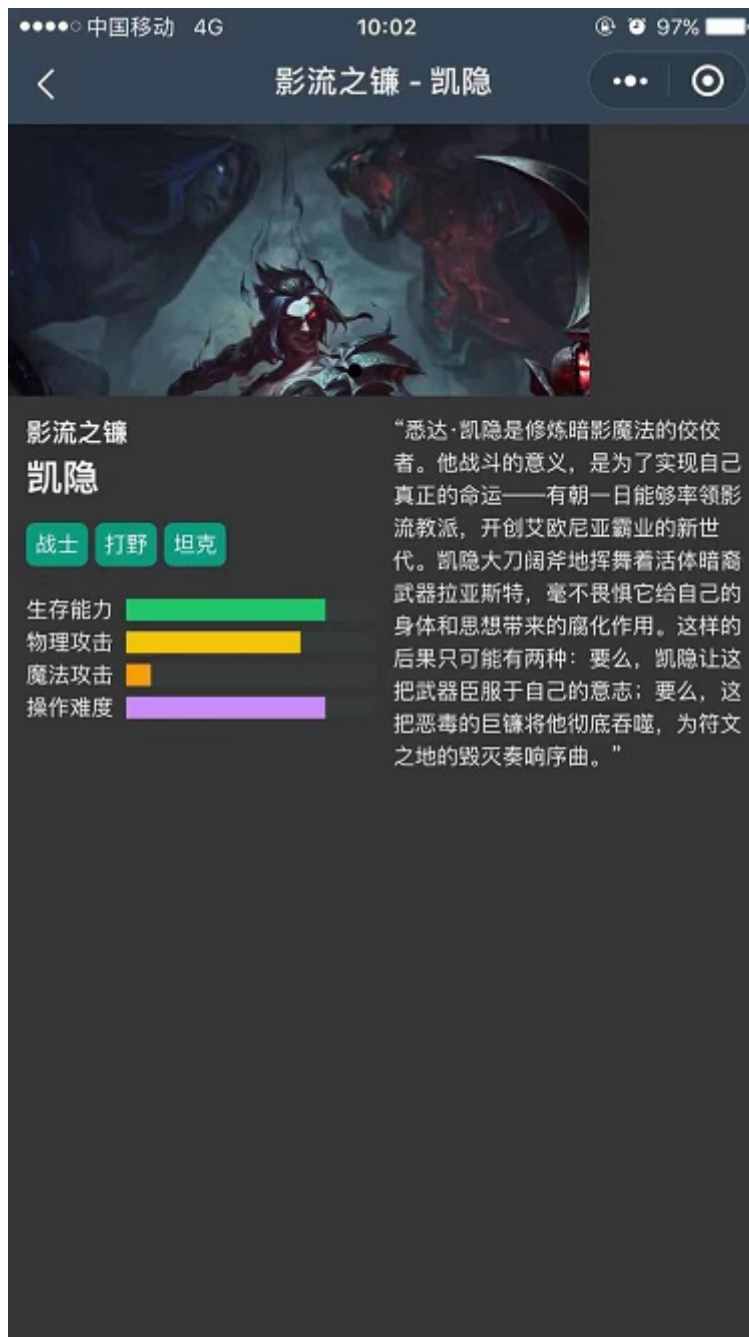 中国移动 4G 10:02 97%
影流之镰 - 凯隐
影流之镰
凯隐
战士 打野 坦克
生存能力
物理攻击
魔法攻击
操作难度
“悉达·凯隐是修炼暗影魔法的佼佼
者。他战斗的意义，是为了实现自己
真正的命运——有朝一日能够率领影
流教派，开创艾欧尼亚霸业的新世
代。凯隐大刀阔斧地挥舞着活体暗裔
武器拉亚斯特，毫不畏惧它给自己的
身体和思想带来的腐化作用。这样的
后果只可能有两种：要么，凯隐让这
把武器臣服于自己的意志；要么，这
把恶毒的巨镰将他彻底吞噬，为符文
之地的毁灭奏响序曲。”